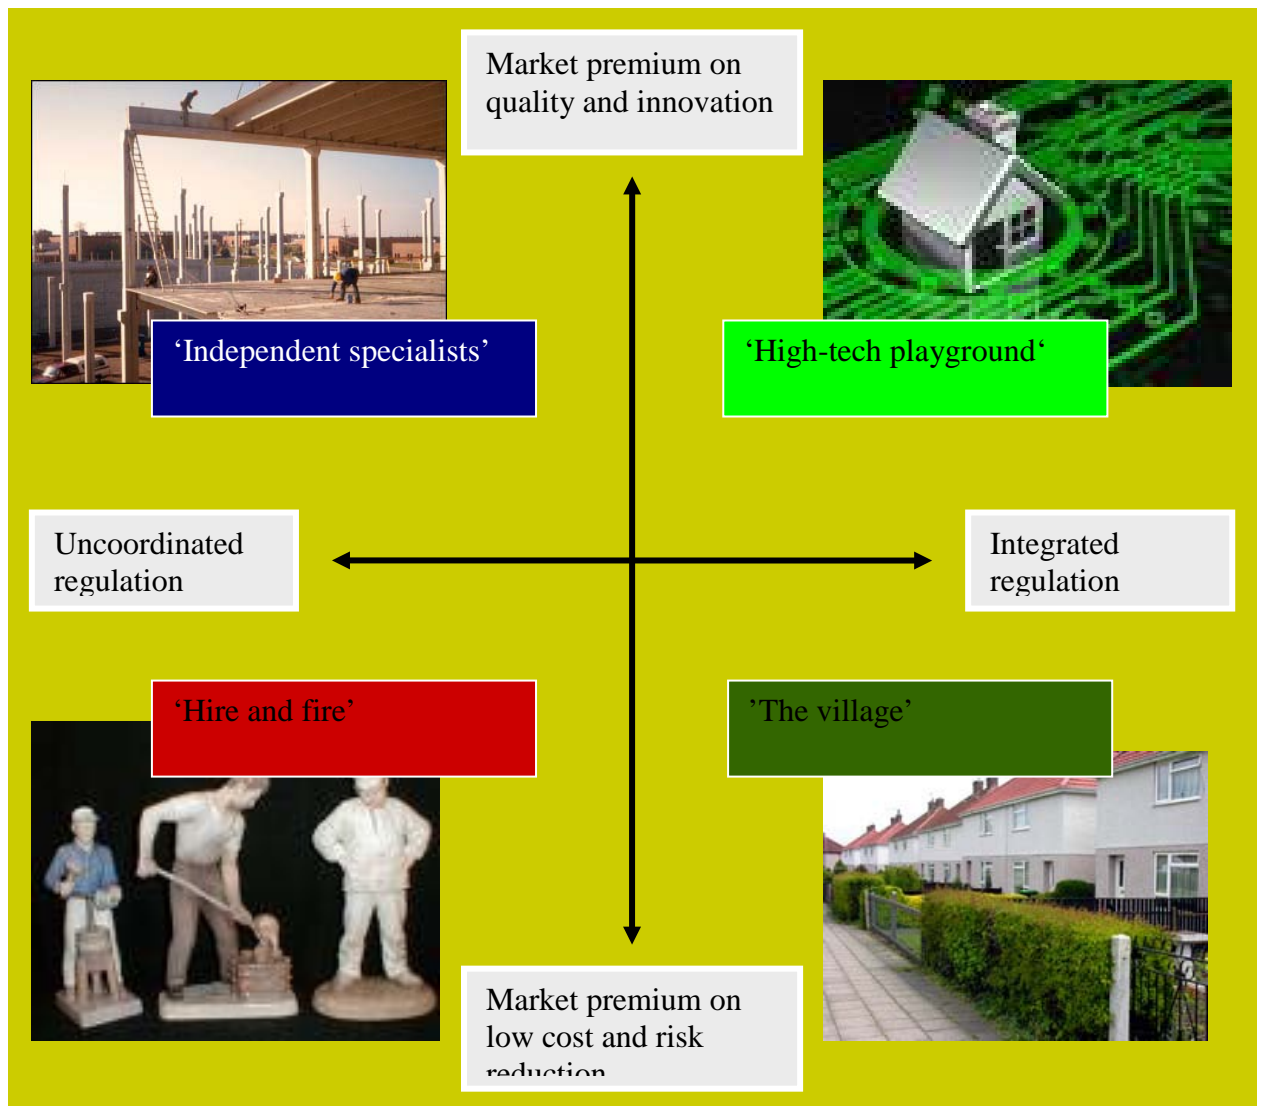 Market premium on
quality and innovation
‘Independent specialists’
‘High-tech playground‘
Uncoordinated
regulation
Integrated
regulation
‘Hire and fire’
’The village’
Market premium on
low cost and risk
reduction